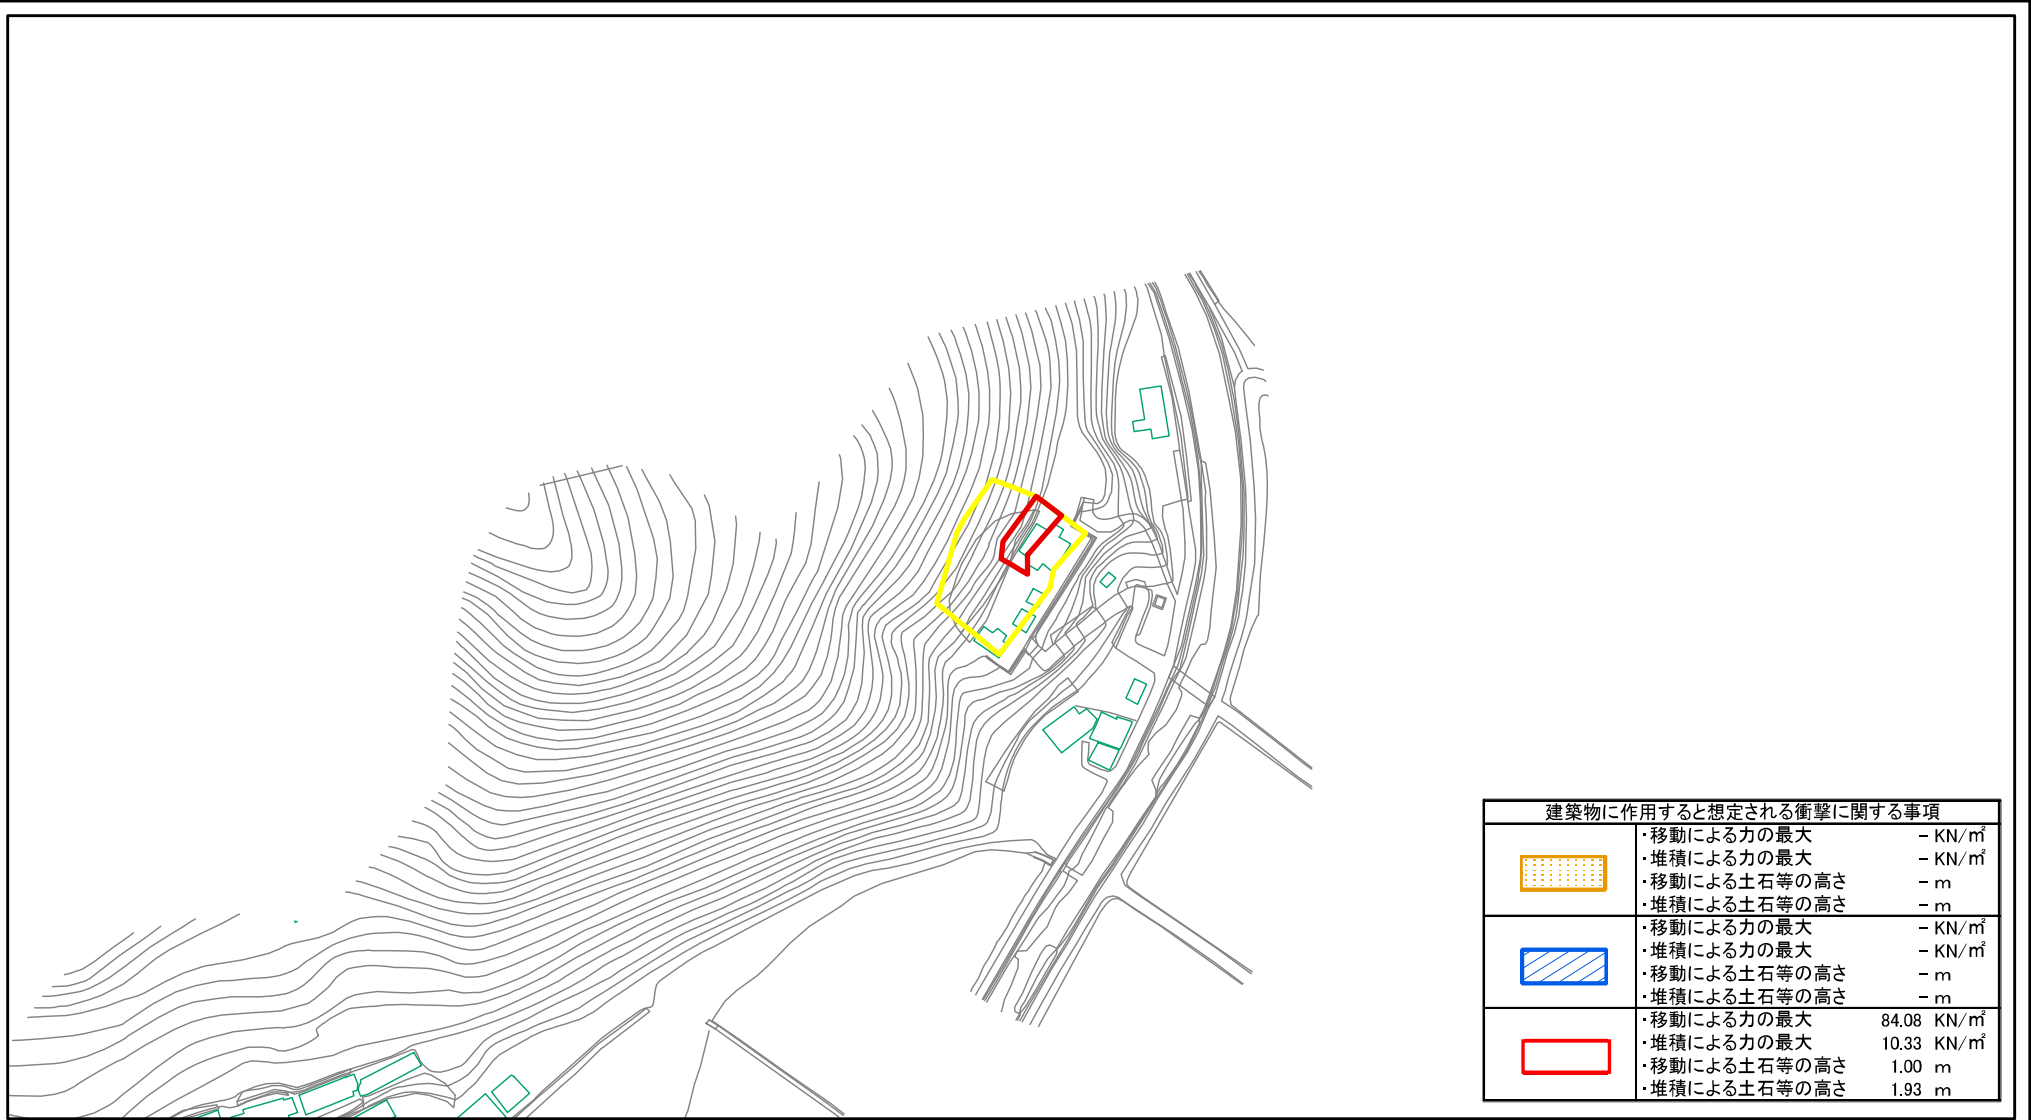 建築物に作用すると想定される衝撃に関する事項
・移動による力の最大 - KN/㎡
・堆積による力の最大 - KN/㎡
・移動による土石等の高さ - m
・堆積による土石等の高さ - m
・移動による力の最大 - KN/㎡
・堆積による力の最大 - KN/㎡
・移動による土石等の高さ - m
・堆積による土石等の高さ - m
・移動による力の最大 84.08 KN/㎡
・堆積による力の最大 10.33 KN/㎡
・移動による土石等の高さ 1.00 m
・堆積による土石等の高さ 1.93 m